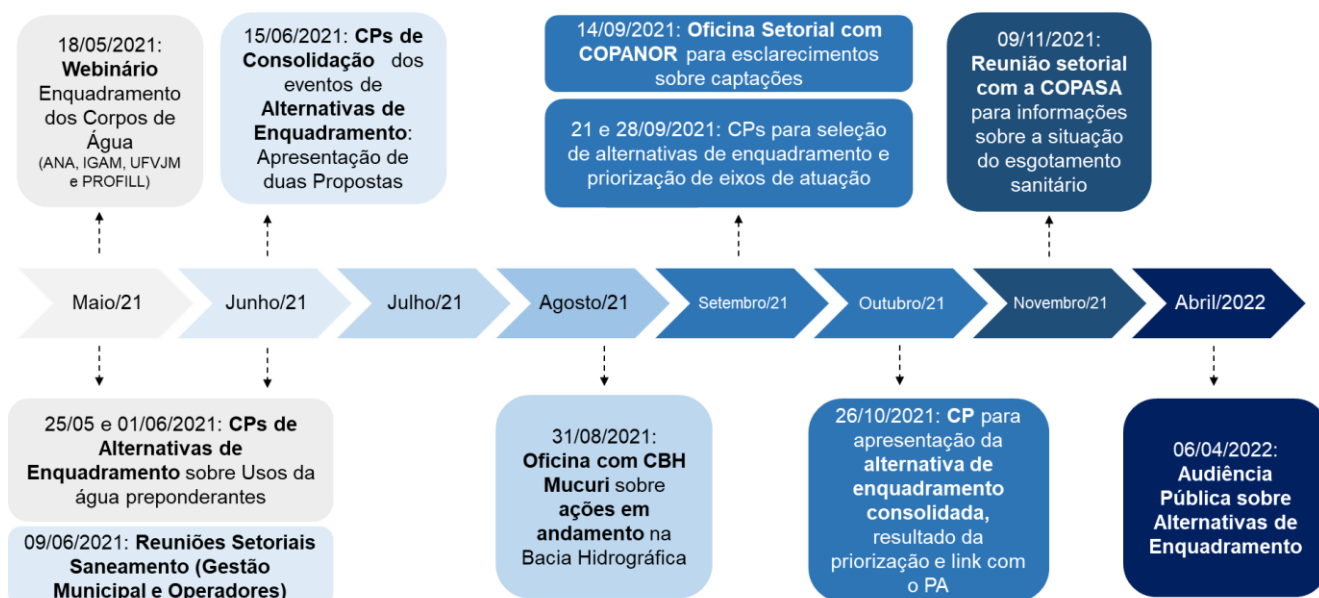 18/05/2021:
Webinário
Enquadramento
dos Corpos de
Água
(ANA, IGAM, UFVJM
e PROFILL)
15/06/2021: CPs de
Consolidação dos
eventos de
Alternativas de
Enquadramento:
Apresentação de
duas Propostas
14/09/2021: Oficina Setorial com
COPANOR para esclarecimentos
sobre captações
21 e 28/09/2021: CPs para seleção
de alternativas de enquadramento e
priorização de eixos de atuação
09/11/2021:
Reunião setorial
com a COPASA
para informações
sobre a situação
do esgotamento
sanitário
Maio/21
Junho/21
Julho/21
Agosto/21
Setembro/21
Outubro/21
Novembro/21
Abril/2022
25/05 e 01/06/2021: CPs de
Alternativas de
Enquadramento sobre Usos da
água preponderantes
09/06/2021: Reuniões Setoriais
Saneamento (Gestão
Municipal e Operadores)
31/08/2021:
Oficina com CBH
Mucuri sobre
ações em
andamento na
Bacia Hidrográfica
26/10/2021: CP para
apresentação da
alternativa de
enquadramento
consolidada,
resultado da
priorização e link com
o PA
06/04/2022:
Audiência
Pública sobre
Alternativas de
Enquadramento